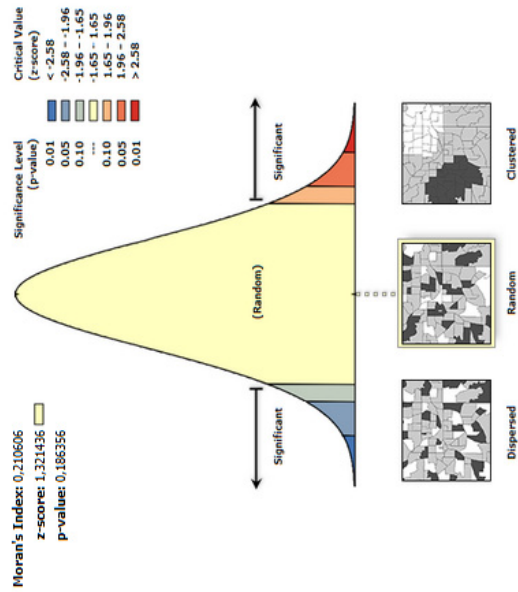 Moran's Index: 0,210606
z-score: 1,321436
p-value: 0,186356
Significance Level
(p-value)
Critical Value
(z-score)
0.01 < -2.58
0.05 -2.58 – -1.96
0.10 -1.96 – -1.65
--- -1.65 – 1.65
0.10 1.65 – 1.96
0.05 1.96 – 2.58
0.01 > 2.58
(Random)
Significant
Significant
Dispersed
Random
Clustered